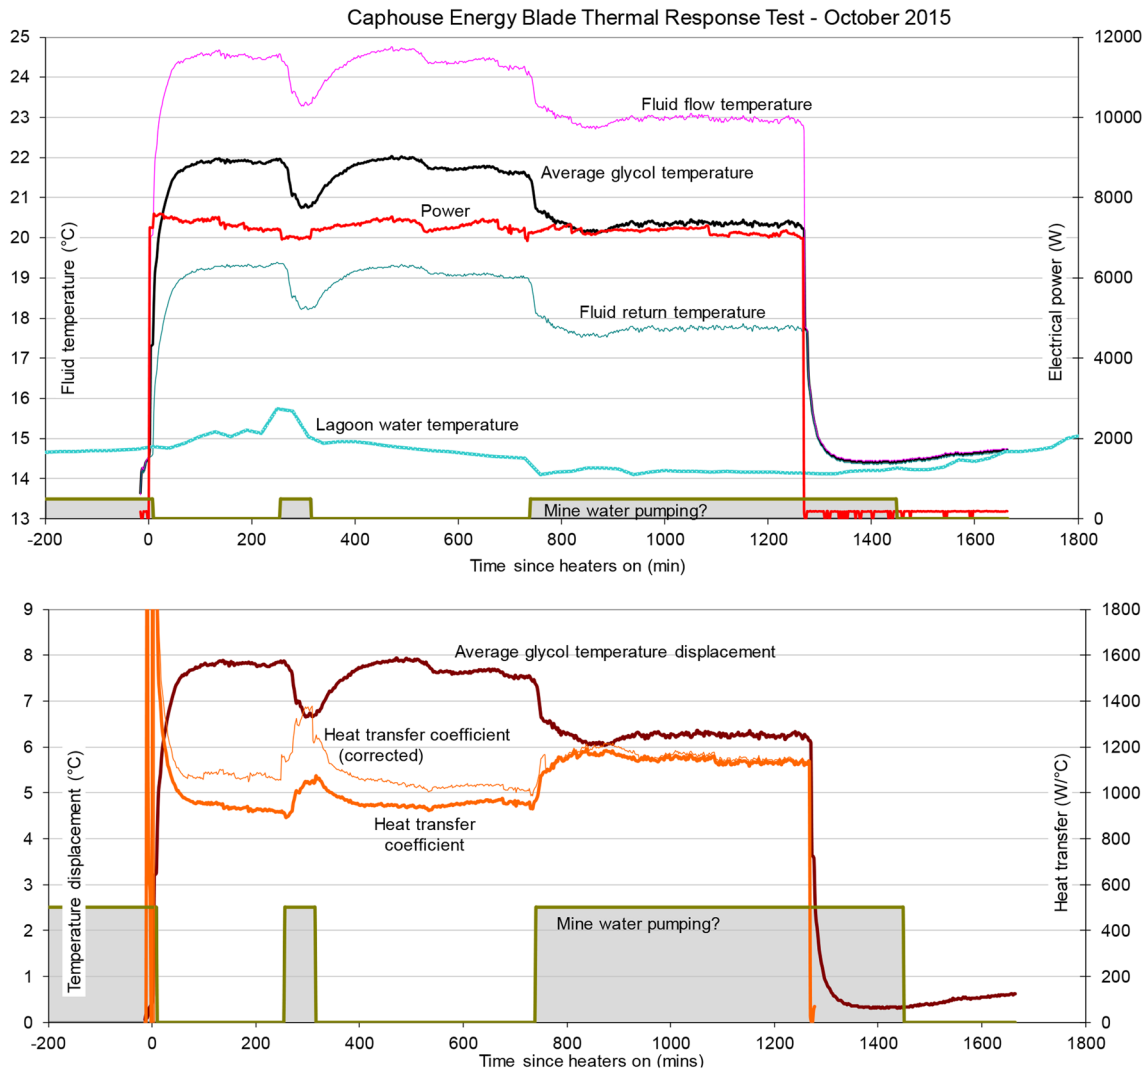 Caphouse Energy Blade Thermal Response Test - October 2015
25
24
23
22
21
20
19
18
17
16
15
14
13
Fluid temperature (°C)
12000
10000
8000
6000
4000
2000
0
Electrical power (W)
Fluid flow temperature
Average glycol temperature
Power
Fluid return temperature
Lagoon water temperature
Mine water pumping?
-200 0 200 400 600 800 1000 1200 1400 1600 1800
Time since heaters on (min)
9
8
7
6
5
4
3
2
1
0
Temperature displacement (°C)
1800
1600
1400
1200
1000
800
600
400
200
0
Heat transfer (W/°C)
Average glycol temperature displacement
Heat transfer coefficient
(corrected)
Heat transfer
coefficient
Mine water pumping?
-200 0 200 400 600 800 1000 1200 1400 1600 1800
Time since heaters on (mins)